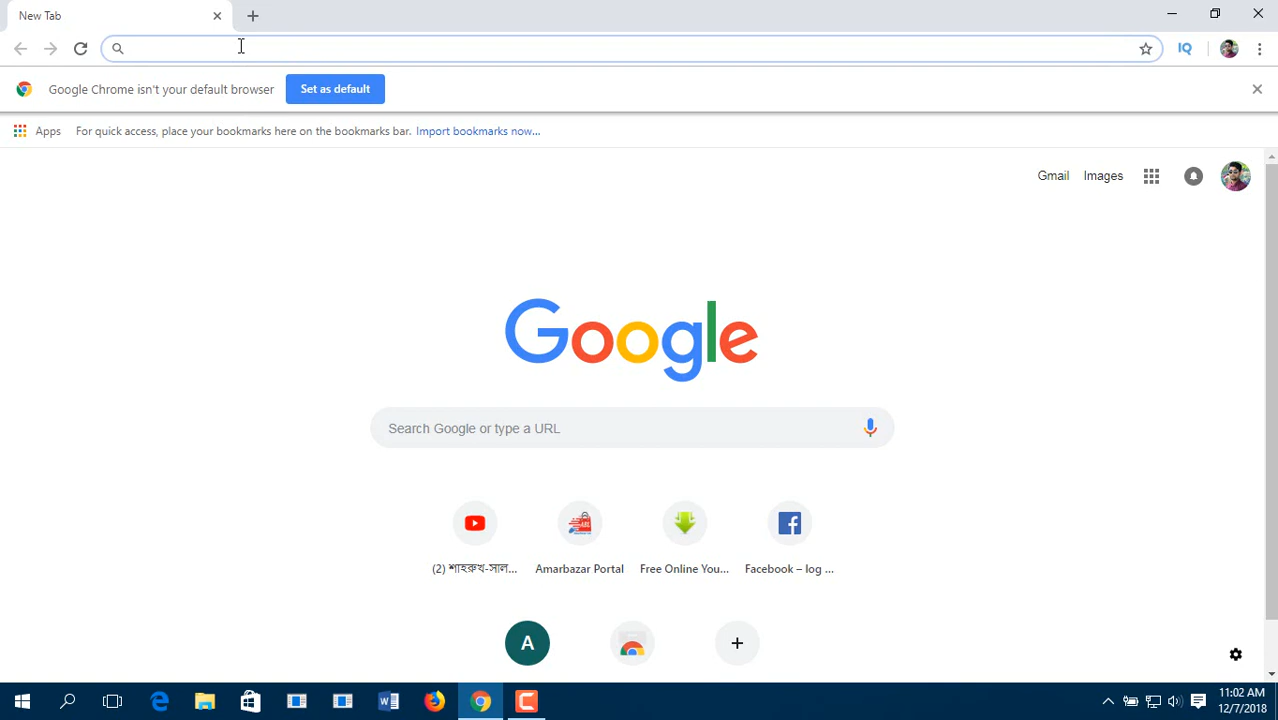 New Tab
IQ
Google Chrome isn't your default browser
Set as default
Apps
For quick access, place your bookmarks here on the bookmarks bar. Import bookmarks now...
Gmail
Images
Google
Search Google or type a URL
(2) শাহরুখ-সাল...
Amarbazar Portal
Free Online You...
Facebook – log ...
A
11:02 AM
12/7/2018